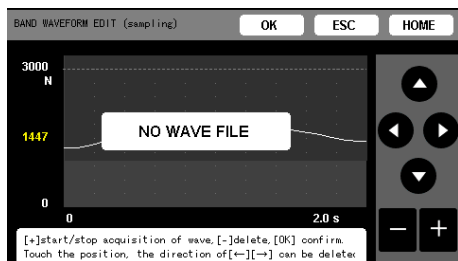 BAND WAVEFORM EDIT (sampling) OK ESC HOME
3000
N
NO WAVE FILE
1447
0
0 2.0 s
− +
[+]start/stop acquisition of wave,[-]delete,[OK] confirm.
Touch the position, the direction of[←][→] can be deleted